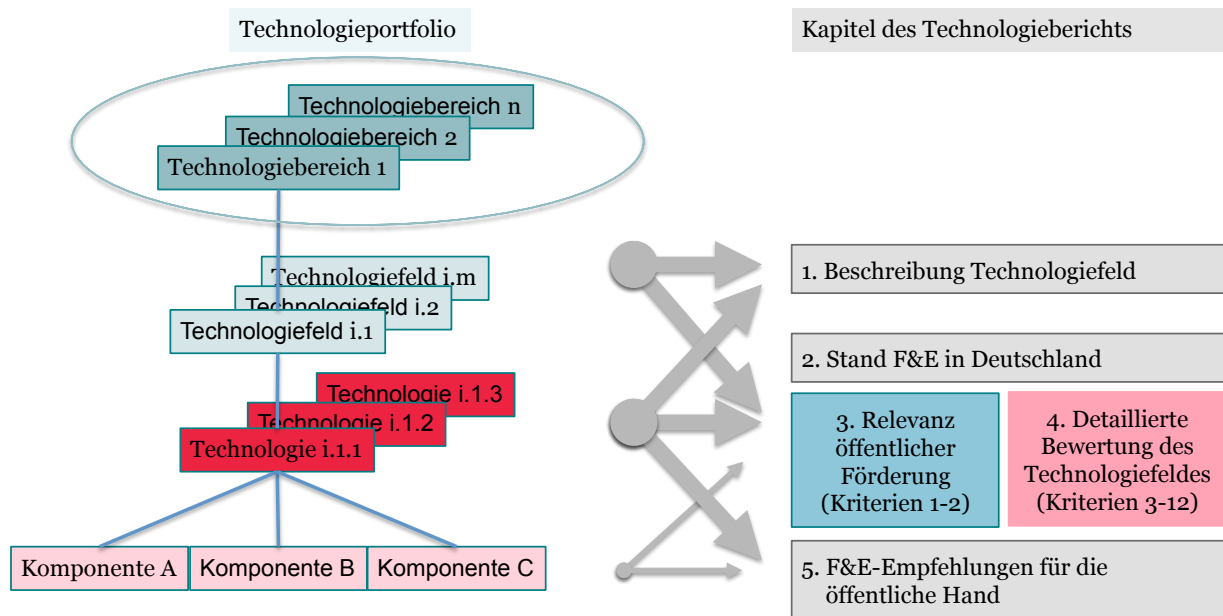 Technologieportfolio
Kapitel des Technologieberichts
Technologiebereich n
Technologiebereich 2
Technologiebereich 1
Technologiefeld i.m
Technologiefeld i.2
Technologiefeld i.1
Technologie i.1.3
Technologie i.1.2
Technologie i.1.1
Komponente A
Komponente B
Komponente C
1. Beschreibung Technologiefeld
2. Stand F&E in Deutschland
3. Relevanz
öffentlicher
Förderung
(Kriterien 1-2)
4. Detaillierte
Bewertung des
Technologiefeldes
(Kriterien 3-12)
5. F&E-Empfehlungen für die
öffentliche Hand